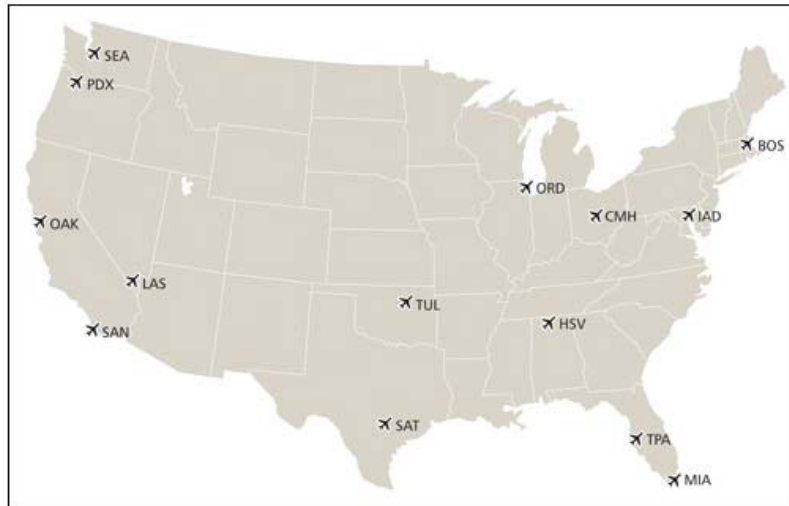 SEA
PDX
BOS
ORD
CMH
IAD
OAK
LAS
TUL
HSV
SAN
SAT
TPA
MIA